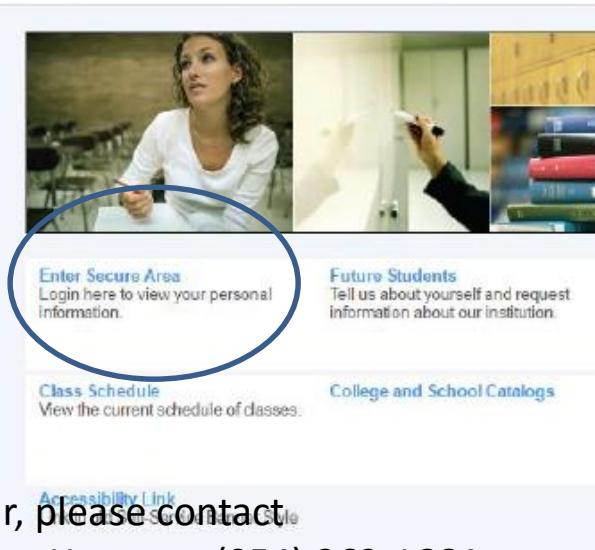 Enter Secure Area
Login here to view your personal
information.
Future Students
Tell us about yourself and request
information about our institution.
Class Schedule
View the current schedule of classes.
College and School Catalogs
Accessibility Link
r, please contact